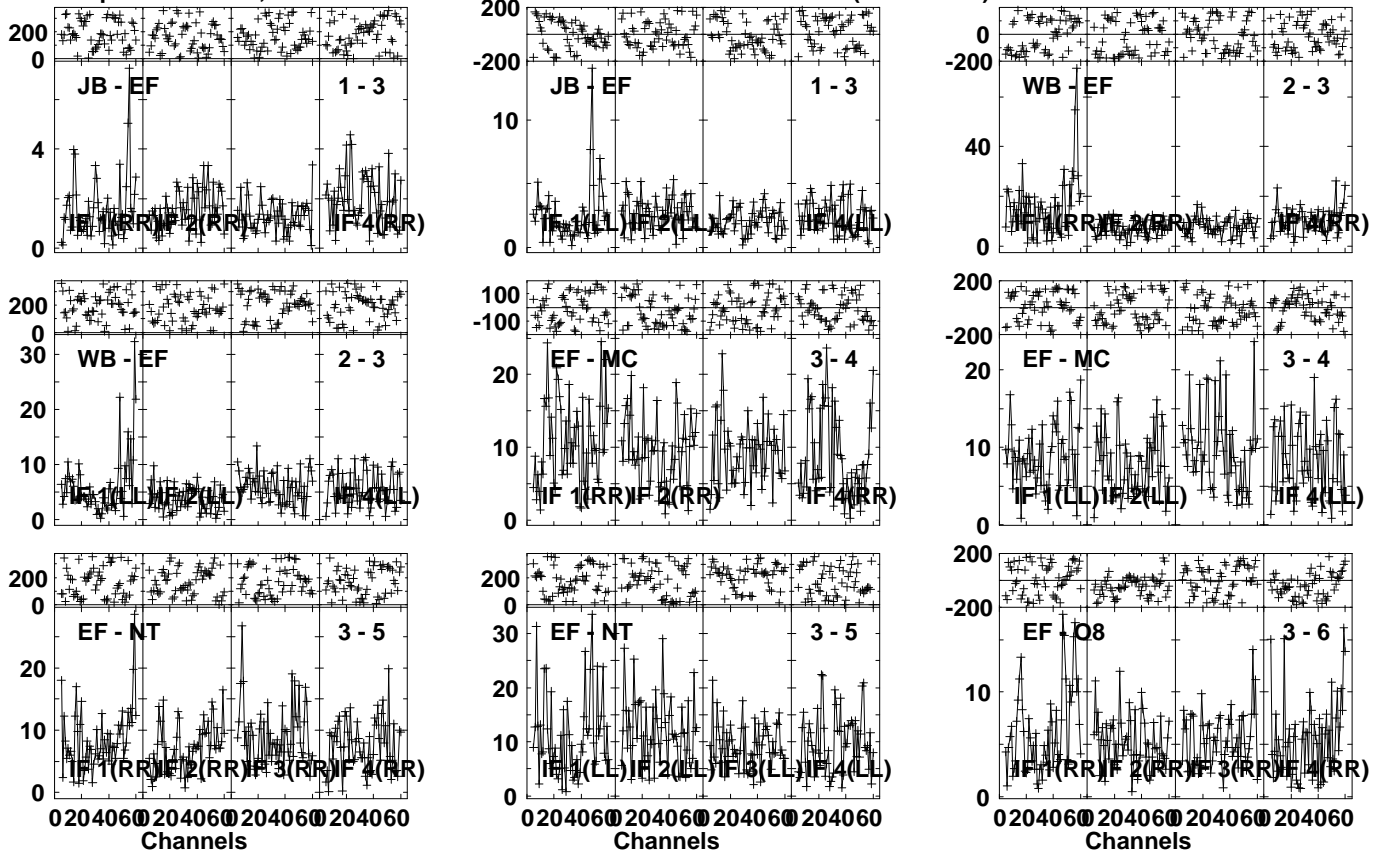 200
0
JB - EF
1 - 3
4
0
IF 1(RR)
IF 2(RR)
IF 4(RR)
200
-200
JB - EF
1 - 3
10
0
IF 1(LL)
IF 2(LL)
IF 4(LL)
200
0
-200
WB - EF
2 - 3
40
0
IF 1(RR)
IF 2(RR)
IF 4(RR)
200
0
WB - EF
2 - 3
30
20
10
0
IF 1(LL)
IF 2(LL)
IF 4(LL)
100
-100
EF - MC
3 - 4
20
10
0
IF 1(RR)
IF 2(RR)
IF 4(RR)
200
-200
EF - MC
3 - 4
20
10
0
IF 1(LL)
IF 2(LL)
IF 4(LL)
200
0
EF - NT
3 - 5
20
10
0
IF 1(RR)
IF 2(RR)
IF 3(RR)
IF 4(RR)
0 20 40 60 0 20 40 60 0 20 40 60 0 20 40 60
Channels
200
0
EF - NT
3 - 5
30
20
10
0
IF 1(LL)
IF 2(LL)
IF 3(LL)
IF 4(LL)
0 20 40 60 0 20 40 60 0 20 40 60 0 20 40 60
Channels
200
-200
EF - O8
3 - 6
10
0
IF 1(RR)
IF 2(RR)
IF 3(RR)
IF 4(RR)
0 20 40 60 0 20 40 60 0 20 40 60 0 20 40 60
Channels